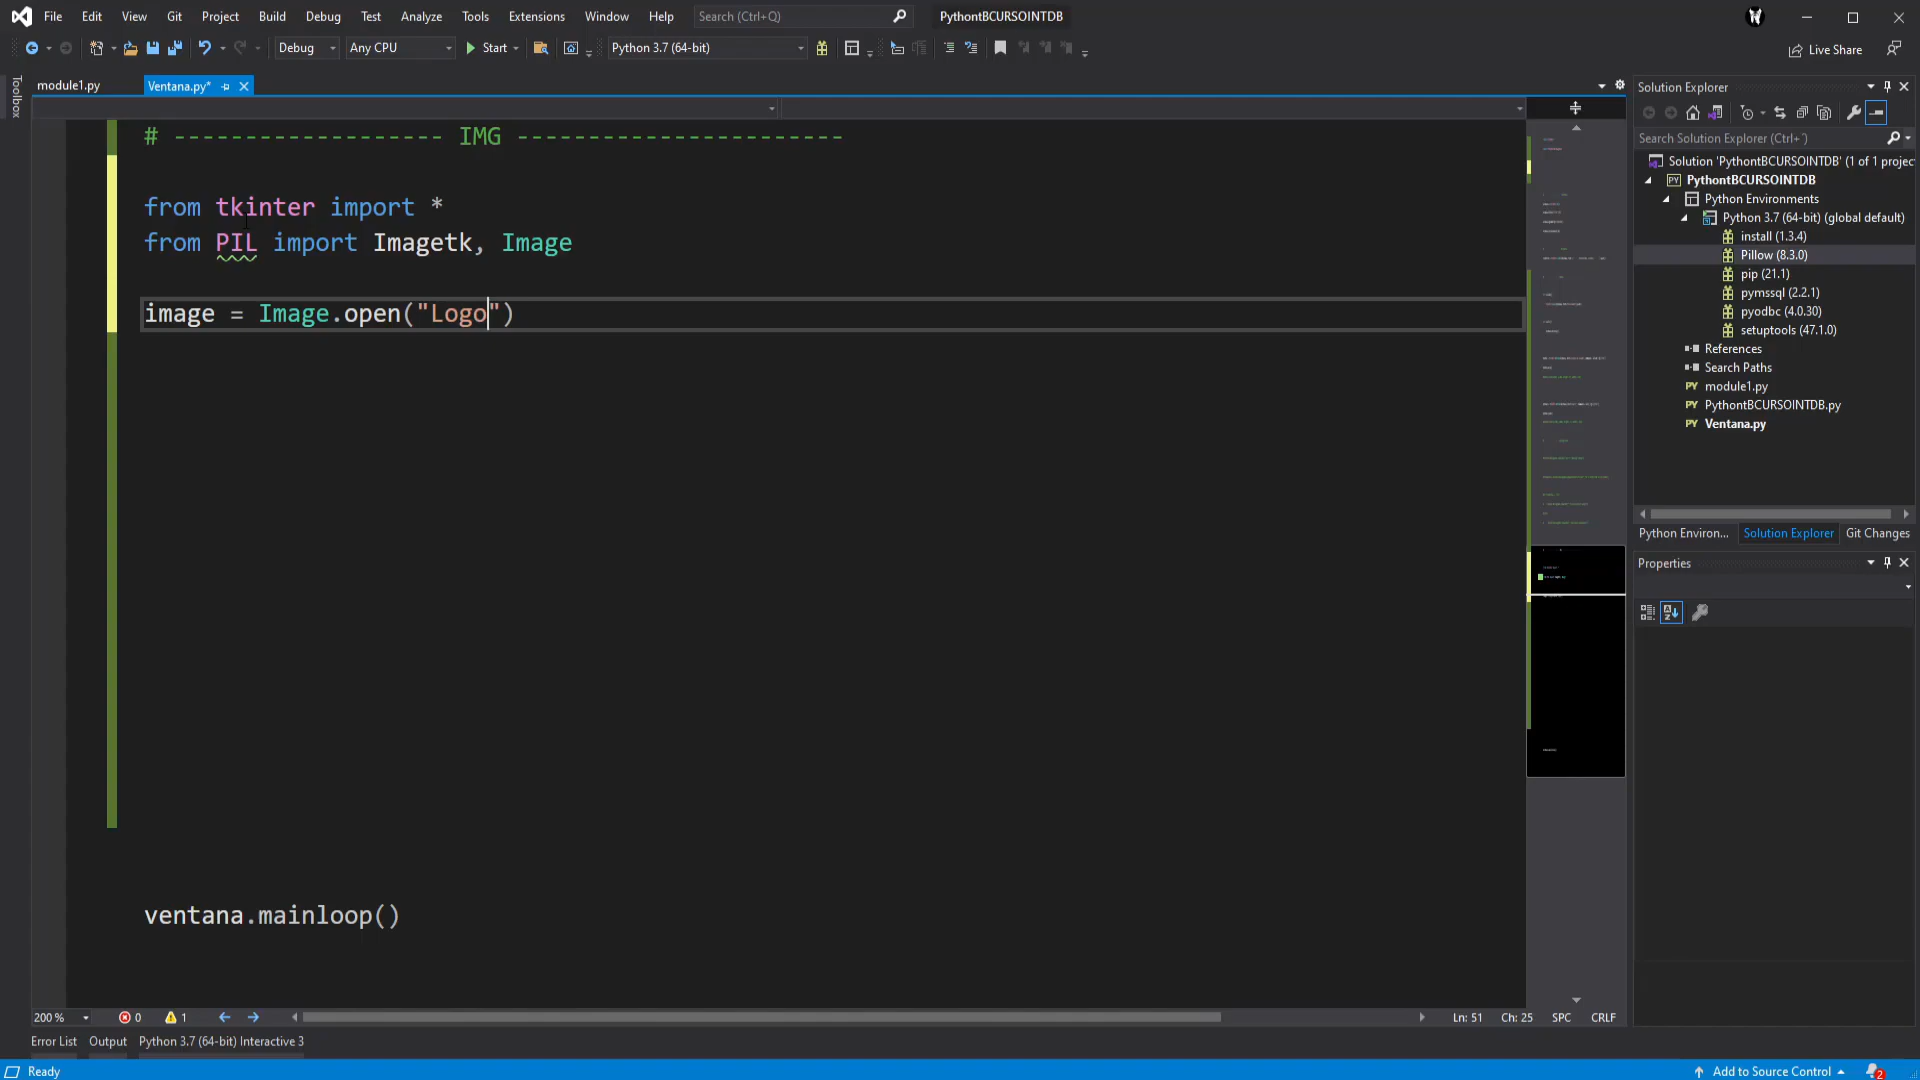 File Edit View Git Project Build Debug Test Analyze Tools Extensions Window Help Search (Ctrl+Q) PythontBCURSOINTDB
Debug Any CPU Start Python 3.7 (64-bit) Live Share
Toolbox
module1.py Ventana.py*
# ------------------- IMG -----------------------
from tkinter import *
from PIL import Imagetk, Image
image = Image.open("Logo")
ventana.mainloop()
200 % 0 1 Ln: 51 Ch: 25 SPC CRLF
Error List Output Python 3.7 (64-bit) Interactive 3
Solution Explorer
Search Solution Explorer (Ctrl+´)
Solution 'PythontBCURSOINTDB' (1 of 1 projec
PY PythontBCURSOINTDB
Python Environments
Python 3.7 (64-bit) (global default)
install (1.3.4)
Pillow (8.3.0)
pip (21.1)
pymssql (2.2.1)
pyodbc (4.0.30)
setuptools (47.1.0)
References
Search Paths
PY module1.py
PY PythontBCURSOINTDB.py
PY Ventana.py
Python Environ... Solution Explorer Git Changes
Properties
Ready Add to Source Control 2